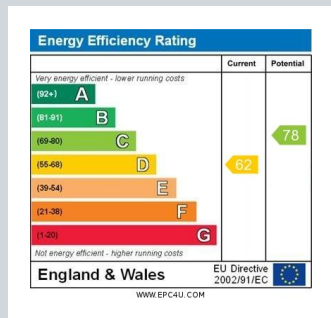 Energy Efficiency Rating
Current Potential
Very energy efficient - lower running costs
(92+) A
(81-91) B
(69-80) C
78
(55-68) D
62
(39-54) E
(21-38) F
(1-20) G
Not energy efficient - higher running costs
England & Wales
EU Directive
2002/91/EC
WWW.EPC4U.COM